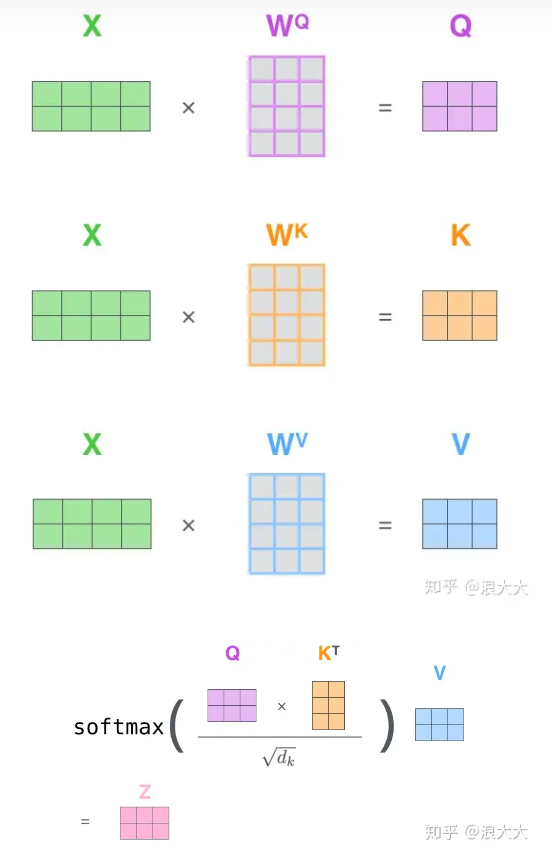 X W^Q Q
× =
X W^K K
× =
X W^V V
× =
知乎 @浪大大
Q K^T
V
×
softmax( )
√d_k
Z
=
知乎 @浪大大